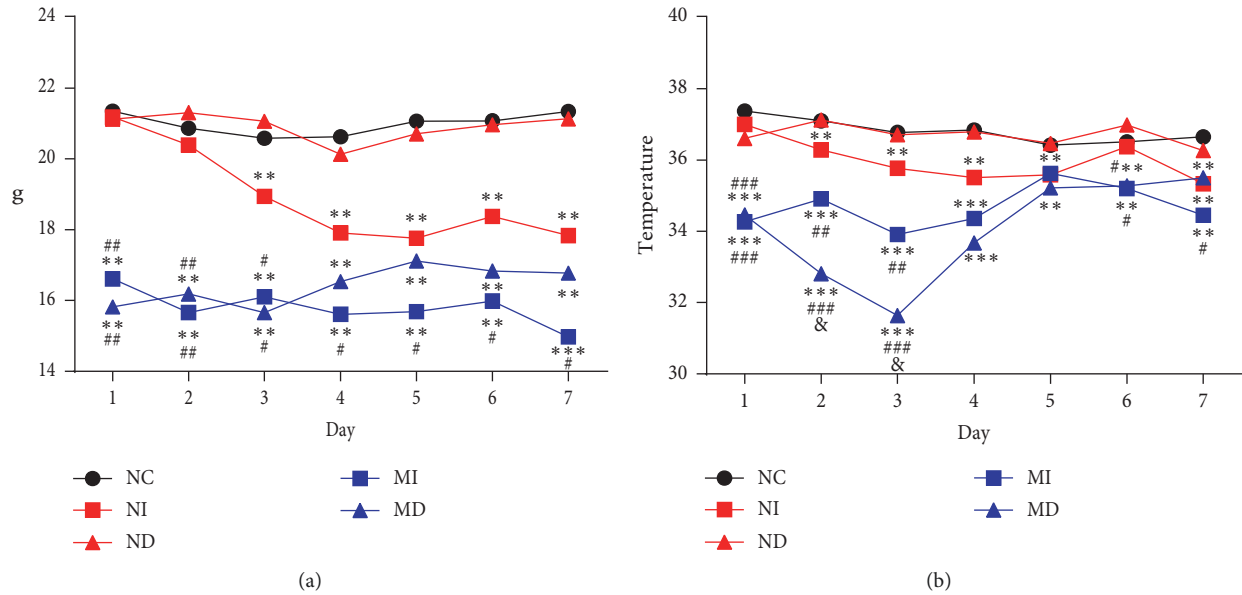 24
22
20
18
16
14
g
** ** ** ** **
## ** ## ** # ** ** ** ** **
** ## ** ## ** # ** # ** # ** # *** #
1 2 3 4 5 6 7
Day
NC
NI
ND
MI
MD
(a)
40
38
36
34
32
30
Temperature
** ** ** ** # ** **
### *** *** ## *** ## *** ** ** # **
*** ### *** ### & *** ### & *** ** ** #
1 2 3 4 5 6 7
Day
NC
NI
ND
MI
MD
(b)